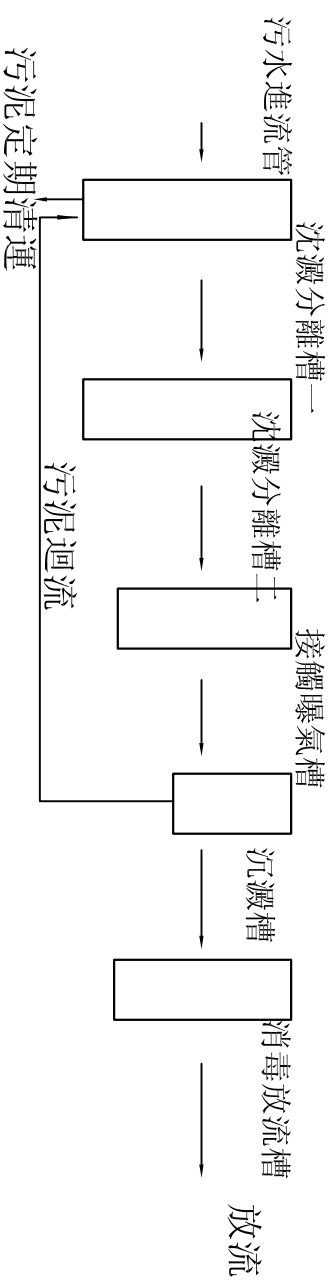 污水進流管
沈澱分離槽一
沈澱分離槽二
接觸曝氣槽
沉澱槽
消毒放流槽
放流
污泥定期清運
污泥迴流